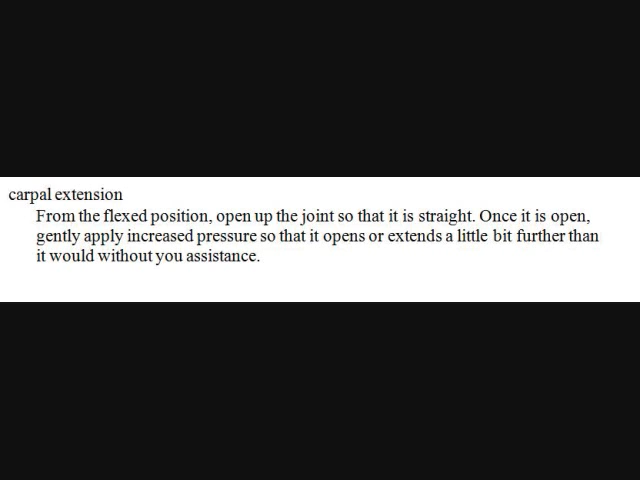 carpal extension
From the flexed position, open up the joint so that it is straight. Once it is open,
gently apply increased pressure so that it opens or extends a little bit further than
it would without you assistance.